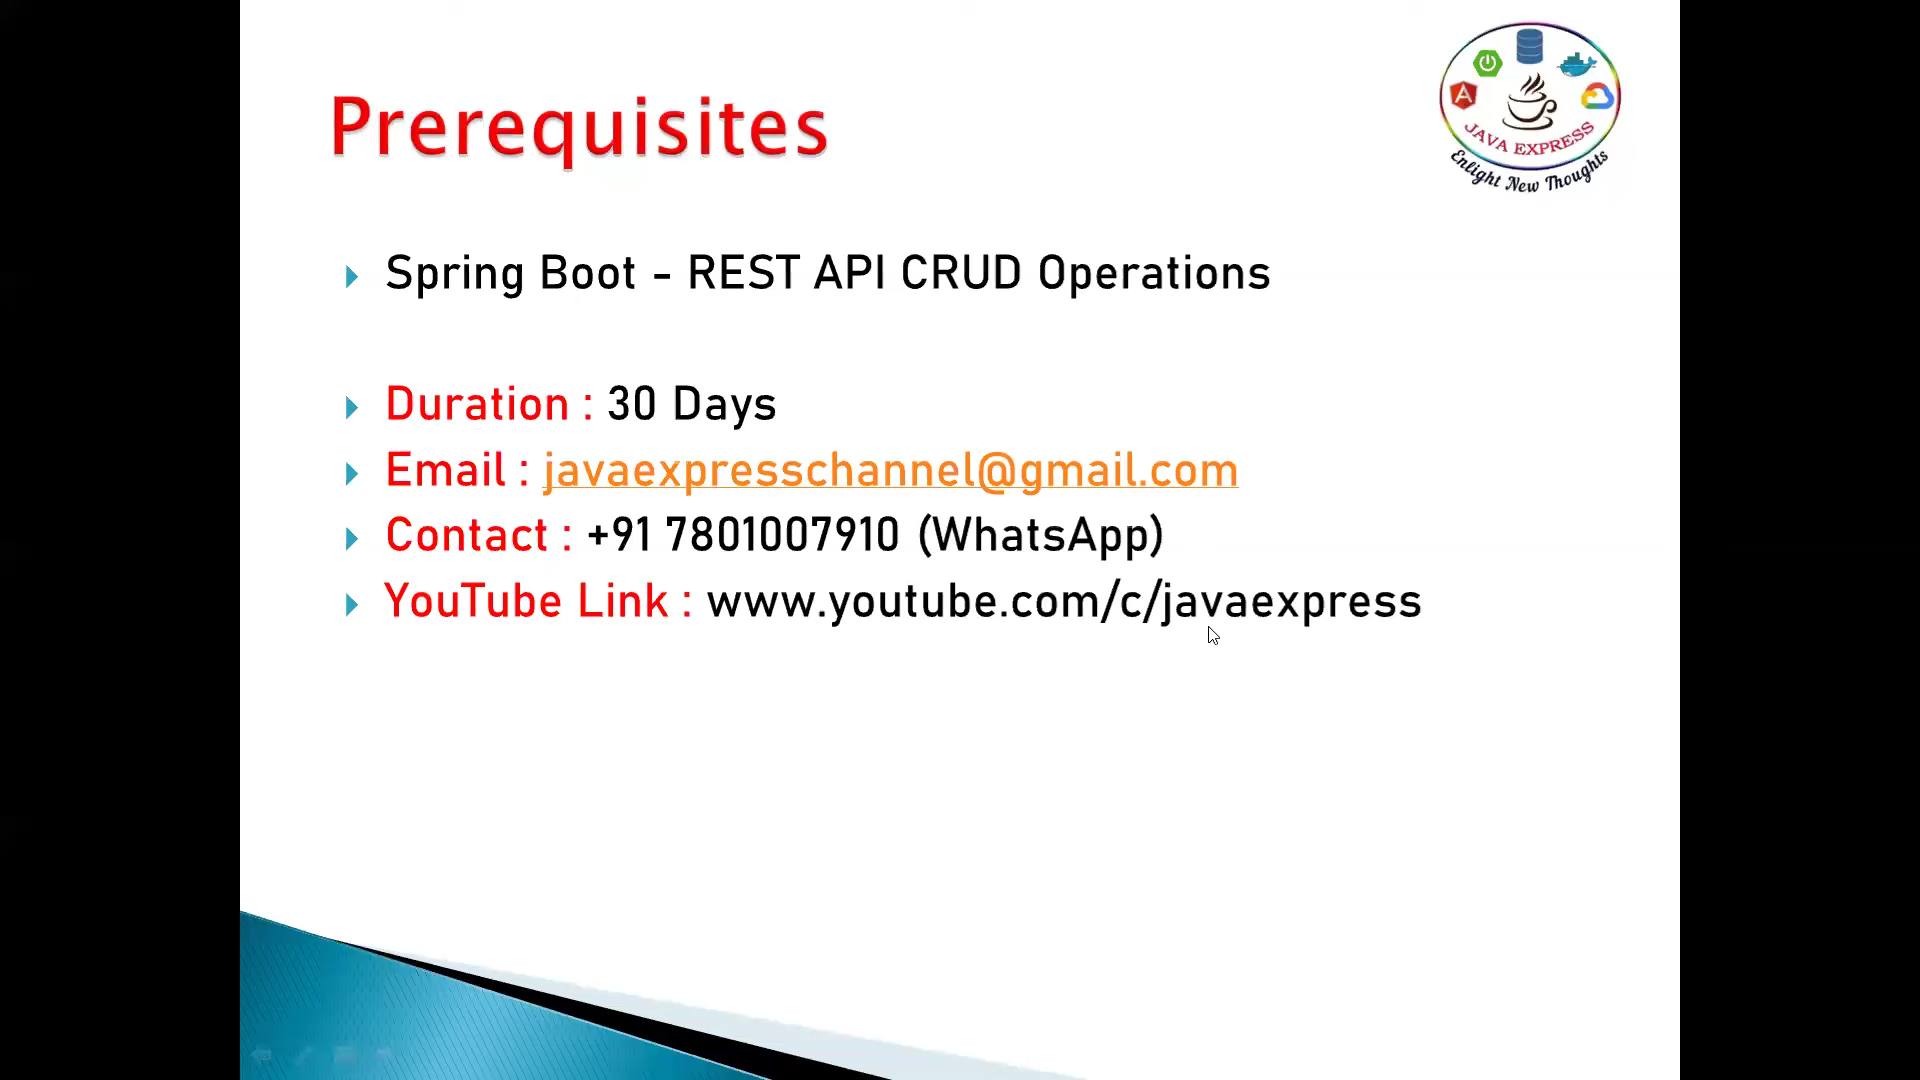 Prerequisites
JAVA EXPRESS
Enlight New Thoughts
Spring Boot - REST API CRUD Operations
Duration : 30 Days
Email : javaexpresschannel@gmail.com
Contact : +91 7801007910 (WhatsApp)
YouTube Link : www.youtube.com/c/javaexpress